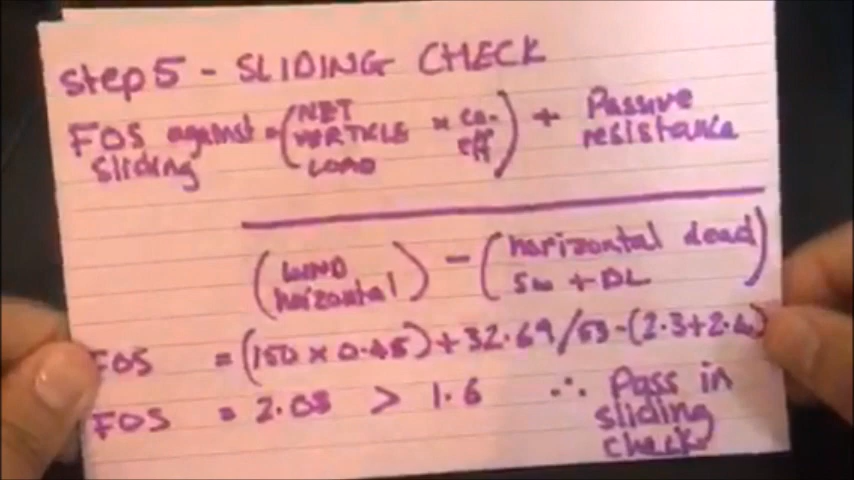 Step 5 - SLIDING CHECK
FOS against sliding = (NET VERTICLE LOAD × co-eff) + Passive resistance
(WIND hoizontal) - (horizontal dead SW + DL)
FOS = (150 × 0.45) + 32.69 / 53 - (2.3 + 2.4)
FOS = 2.08 > 1.6 ∴ Pass in sliding check